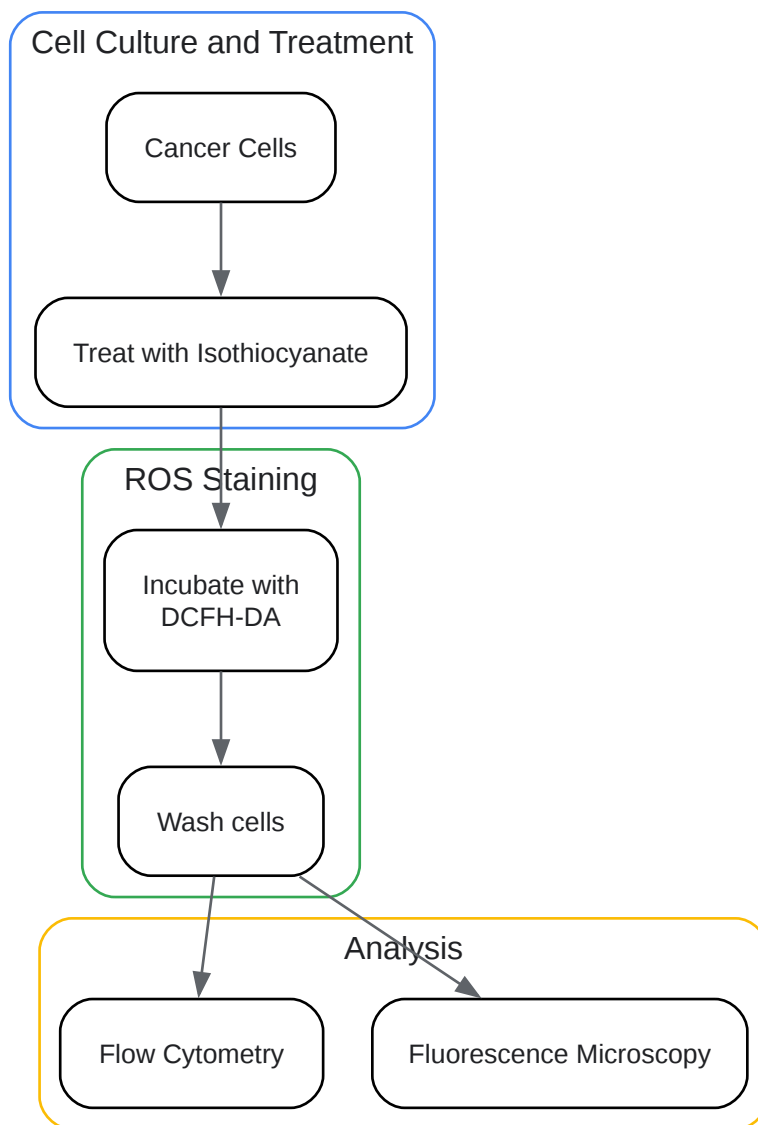 Cell Culture and Treatment
Cancer Cells
Treat with Isothiocyanate
ROS Staining
Incubate with
DCFH-DA
Wash cells
Analysis
Flow Cytometry
Fluorescence Microscopy